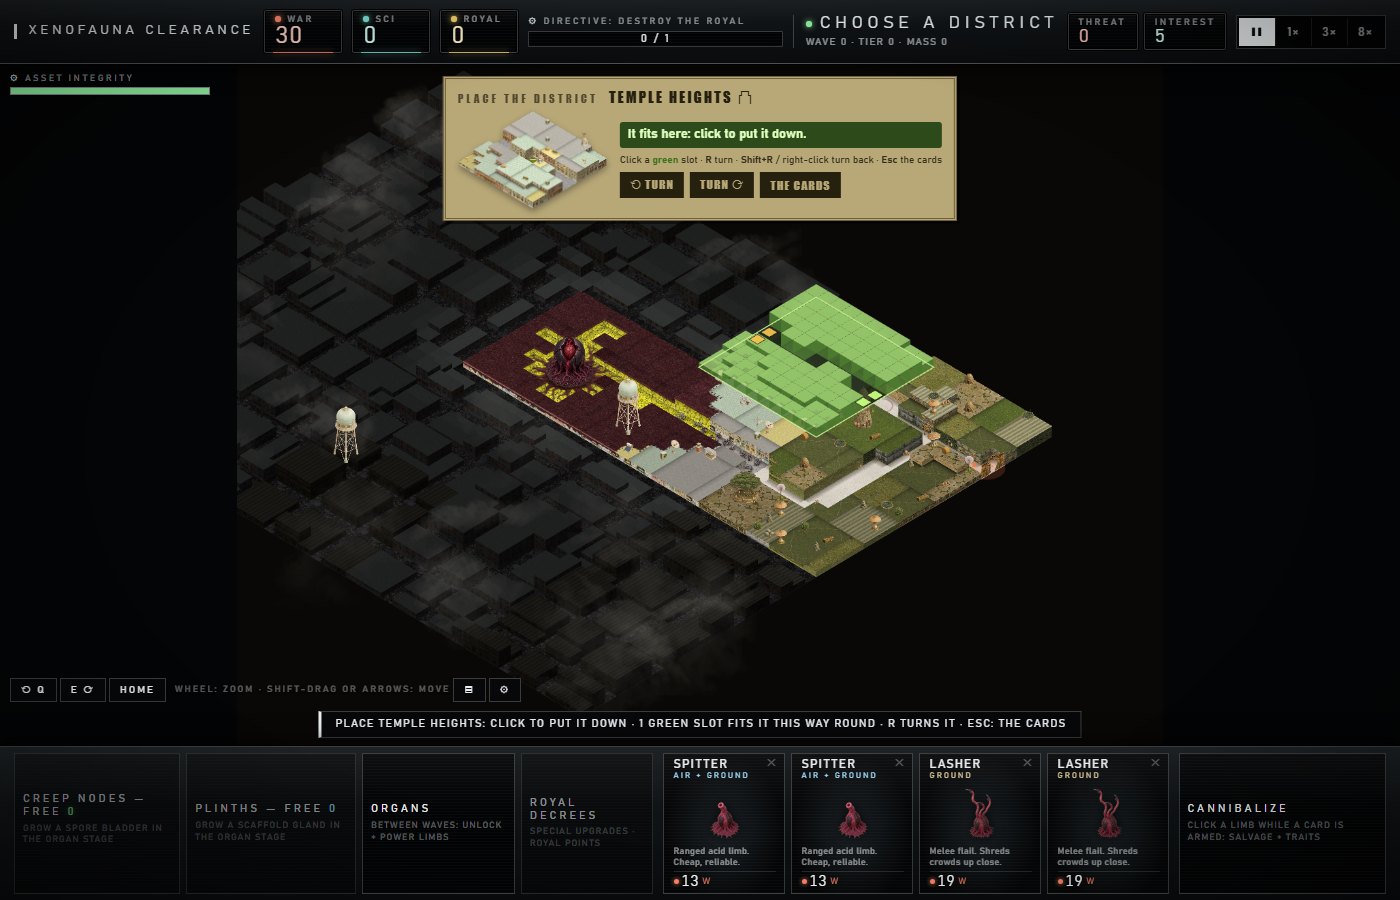 XENOFAUNA CLEARANCE
WAR
30
SCI
0
ROYAL
0
DIRECTIVE: DESTROY THE ROYAL
0 / 1
CHOOSE A DISTRICT
WAVE 0 · TIER 0 · MASS 0
THREAT
0
INTEREST
5
1×
3×
8×
ASSET INTEGRITY
PLACE THE DISTRICT TEMPLE HEIGHTS
It fits here: click to put it down.
Click a green slot · R turn · Shift+R / right-click turn back · Esc the cards
TURN
TURN
THE CARDS
Q
E
HOME
WHEEL: ZOOM · SHIFT-DRAG OR ARROWS: MOVE
PLACE TEMPLE HEIGHTS: CLICK TO PUT IT DOWN · 1 GREEN SLOT FITS IT THIS WAY ROUND · R TURNS IT · ESC: THE CARDS
CREEP NODES —
FREE 0
GROW A SPORE BLADDER IN
THE ORGAN STAGE
PLINTHS — FREE 0
GROW A SCAFFOLD GLAND IN
THE ORGAN STAGE
ORGANS
BETWEEN WAVES: UNLOCK
+ POWER LIMBS
ROYAL
DECREES
SPECIAL UPGRADES ·
ROYAL POINTS
SPITTER
AIR + GROUND
Ranged acid limb.
Cheap, reliable.
13 W
SPITTER
AIR + GROUND
Ranged acid limb.
Cheap, reliable.
13 W
LASHER
GROUND
Melee flail. Shreds
crowds up close.
19 W
LASHER
GROUND
Melee flail. Shreds
crowds up close.
19 W
CANNIBALIZE
CLICK A LIMB WHILE A CARD IS
ARMED: SALVAGE + TRAITS